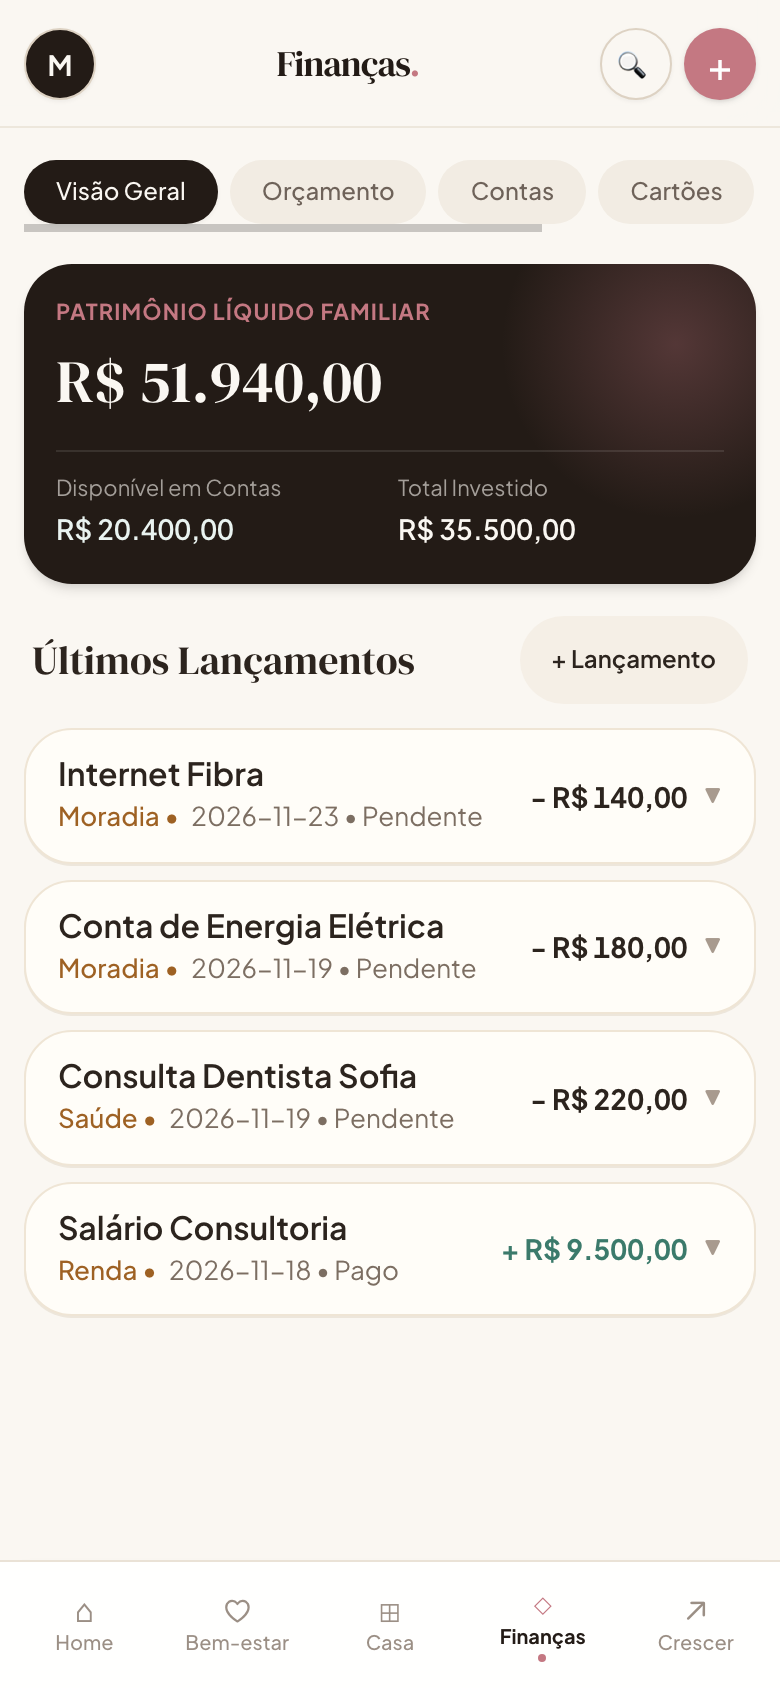 M
Finanças.
+
Visão Geral
Orçamento
Contas
Cartões
PATRIMÔNIO LÍQUIDO FAMILIAR
R$ 51.940,00
Disponível em Contas
Total Investido
R$ 20.400,00
R$ 35.500,00
Últimos Lançamentos
+ Lançamento
Internet Fibra
Moradia • 2026-11-23 • Pendente
- R$ 140,00
Conta de Energia Elétrica
Moradia • 2026-11-19 • Pendente
- R$ 180,00
Consulta Dentista Sofia
Saúde • 2026-11-19 • Pendente
- R$ 220,00
Salário Consultoria
Renda • 2026-11-18 • Pago
+ R$ 9.500,00
Home
Bem-estar
Casa
Finanças
Crescer